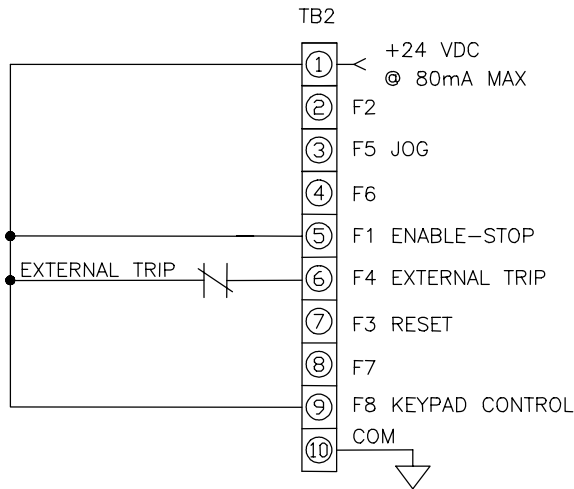 TB2
1 +24 VDC
@ 80mA MAX
2 F2
3 F5 JOG
4 F6
5 F1 ENABLE-STOP
EXTERNAL TRIP 6 F4 EXTERNAL TRIP
7 F3 RESET
8 F7
9 F8 KEYPAD CONTROL
10 COM